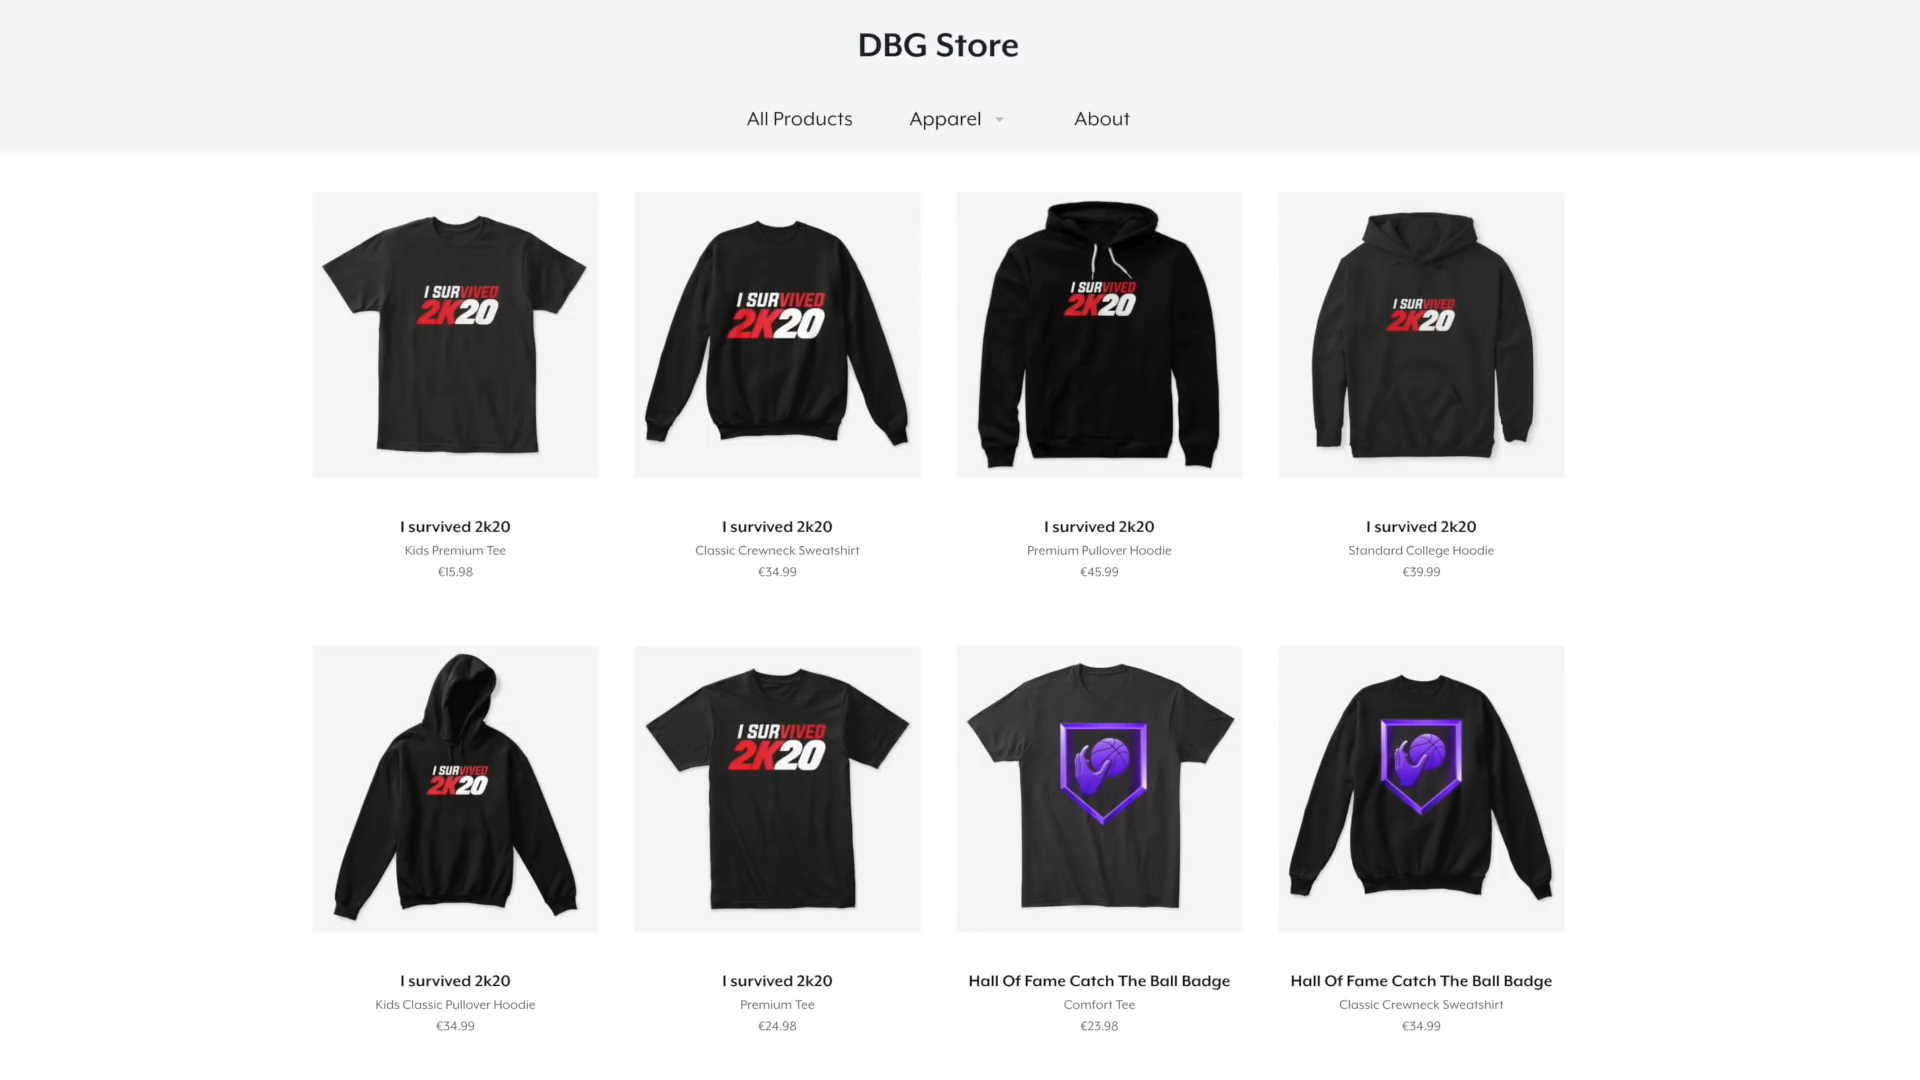 DBG Store
All Products
Apparel
About
I SURVIVED
2K20
I SURVIVED
2K20
I SURVIVED
2K20
I SURVIVED
2K20
I survived 2k20
Kids Premium Tee
€15.98
I survived 2k20
Classic Crewneck Sweatshirt
€34.99
I survived 2k20
Premium Pullover Hoodie
€45.99
I survived 2k20
Standard College Hoodie
€39.99
I SURVIVED
2K20
I SURVIVED
2K20
I survived 2k20
Kids Classic Pullover Hoodie
€34.99
I survived 2k20
Premium Tee
€24.98
Hall Of Fame Catch The Ball Badge
Comfort Tee
€23.98
Hall Of Fame Catch The Ball Badge
Classic Crewneck Sweatshirt
€34.99